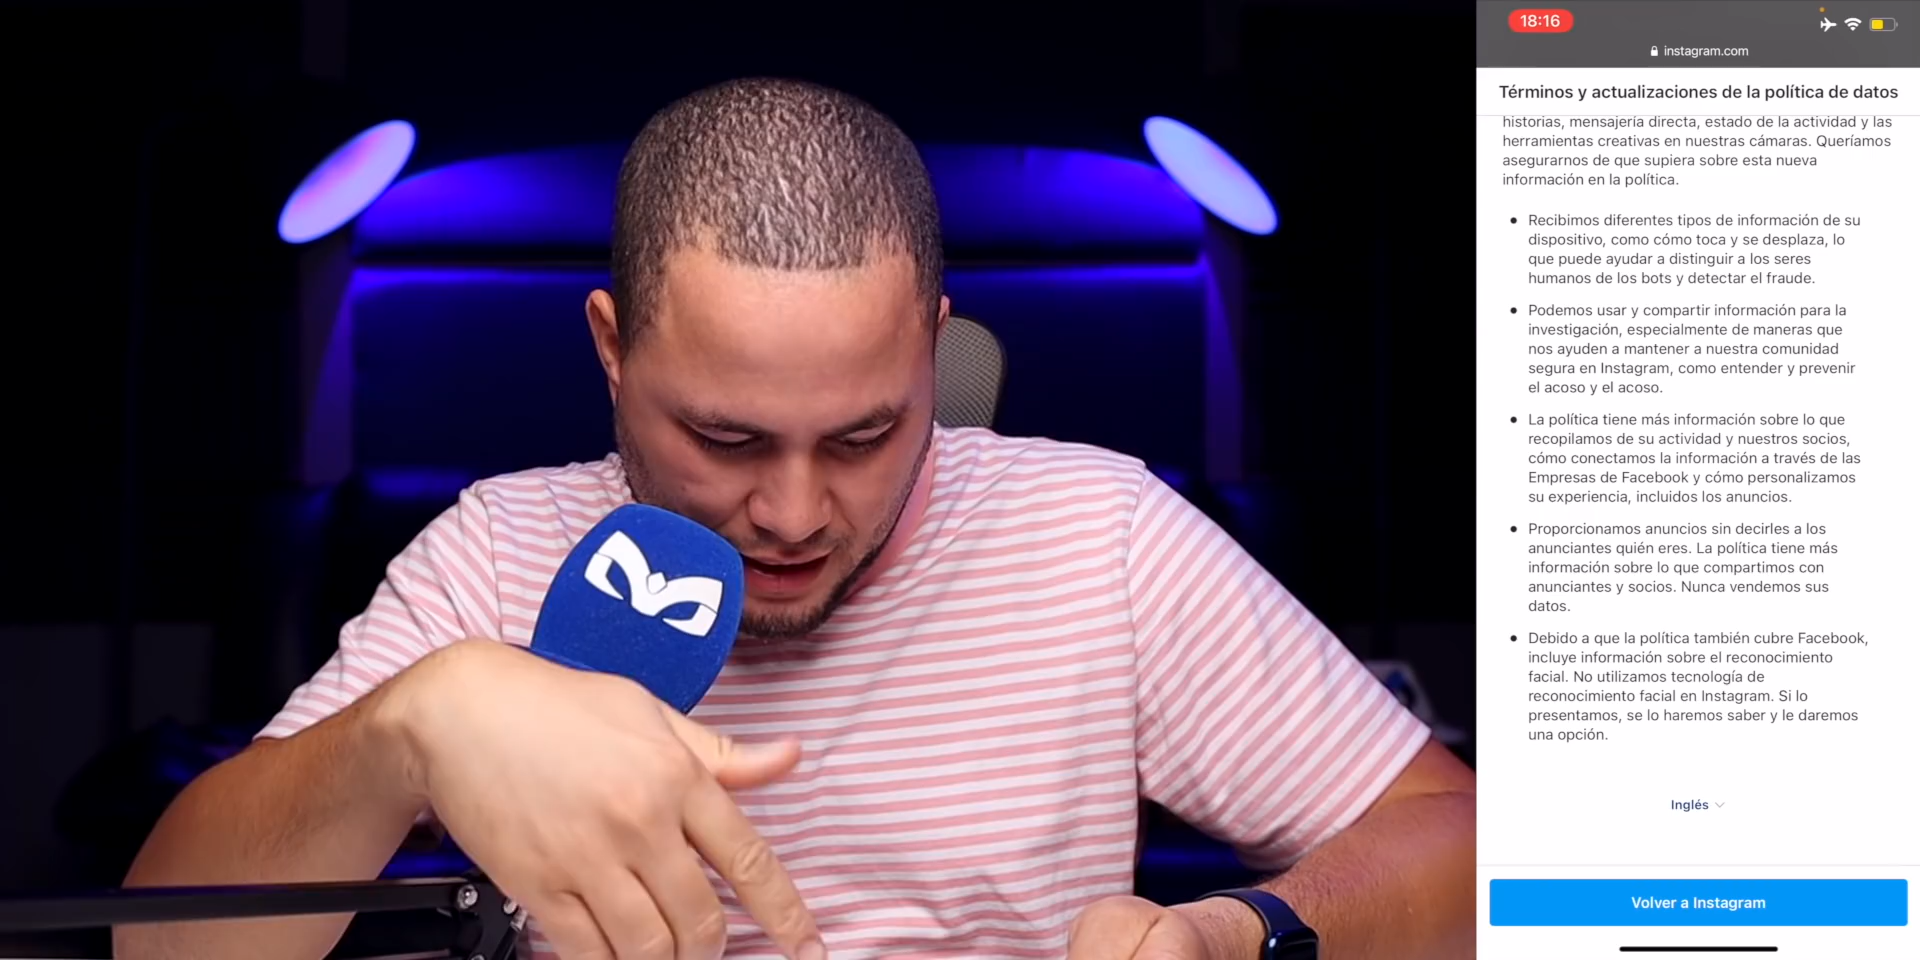 18:16
instagram.com
Términos y actualizaciones de la política de datos
historias, mensajería directa, estado de la actividad y las
herramientas creativas en nuestras cámaras. Queríamos
asegurarnos de que supiera sobre esta nueva
información en la política.
Recibimos diferentes tipos de información de su
dispositivo, como cómo toca y se desplaza, lo
que puede ayudar a distinguir a los seres
humanos de los bots y detectar el fraude.
Podemos usar y compartir información para la
investigación, especialmente de maneras que
nos ayuden a mantener a nuestra comunidad
segura en Instagram, como entender y prevenir
el acoso y el acoso.
La política tiene más información sobre lo que
recopilamos de su actividad y nuestros socios,
cómo conectamos la información a través de las
Empresas de Facebook y cómo personalizamos
su experiencia, incluidos los anuncios.
Proporcionamos anuncios sin decirles a los
anunciantes quién eres. La política tiene más
información sobre lo que compartimos con
anunciantes y socios. Nunca vendemos sus
datos.
Debido a que la política también cubre Facebook,
incluye información sobre el reconocimiento
facial. No utilizamos tecnología de
reconocimiento facial en Instagram. Si lo
presentamos, se lo haremos saber y le daremos
una opción.
Inglés
Volver a Instagram